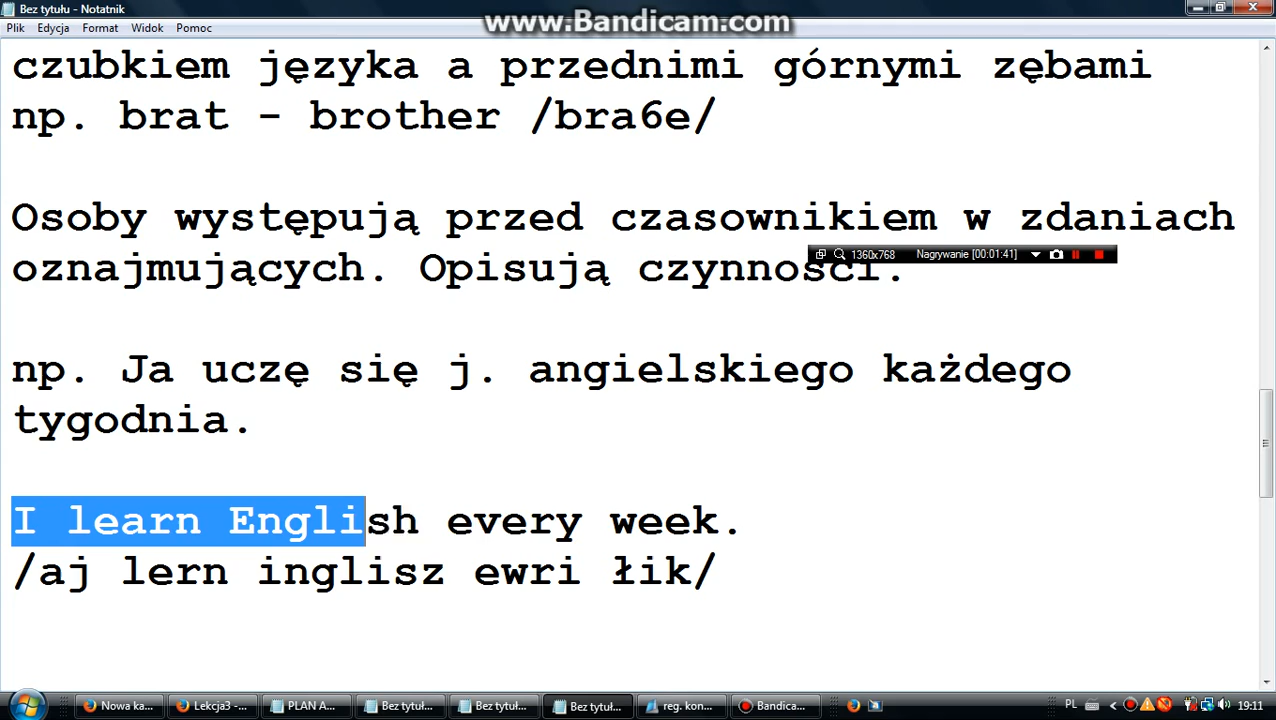 Bez tytułu - Notatnik
www.Bandicam.com
Plik Edycja Format Widok Pomoc
czubkiem języka a przednimi górnymi zębami
np. brat - brother /bra6e/
Osoby występują przed czasownikiem w zdaniach
1360x768 Nagrywanie [00:01:41]
oznajmujących. Opisują czynności.
np. Ja uczę się j. angielskiego każdego
tygodnia.
I learn English every week.
/aj lern inglisz ewri łik/
Nowa ka... Lekcja3 -... PLAN A... Bez tytuł... Bez tytuł... Bez tytuł... reg. kon... Bandica... PL 19:11